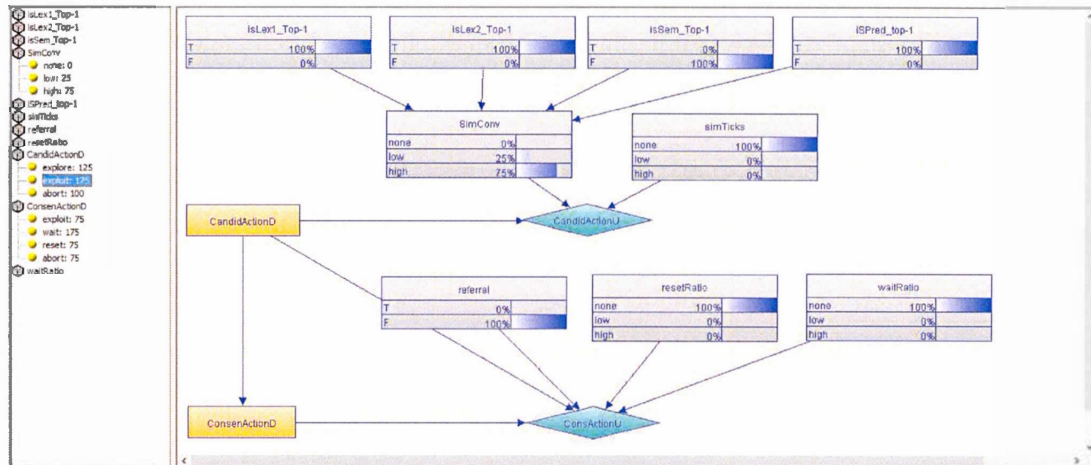 isLex1_Top-1
isLex2_Top-1
isSem_Top-1
SimConv
none: 0
low: 25
high: 75
iSPred_top-1
simTicks
referral
resetRatio
CandidActionD
explore: 125
exploit: 175
abort: 100
ConsenActionD
exploit: 75
wait: 175
reset: 75
abort: 75
waitRatio
isLex1_Top-1
T 100%
F 0%
isLex2_Top-1
T 100%
F 0%
isSem_Top-1
T 0%
F 100%
iSPred_top-1
T 100%
F 0%
SimConv
none 0%
low 25%
high 75%
simTicks
none 100%
low 0%
high 0%
CandidActionD
CandidActionU
referral
T 0%
F 100%
resetRatio
none 100%
low 0%
high 0%
waitRatio
none 100%
low 0%
high 0%
ConsenActionD
ConsActionU